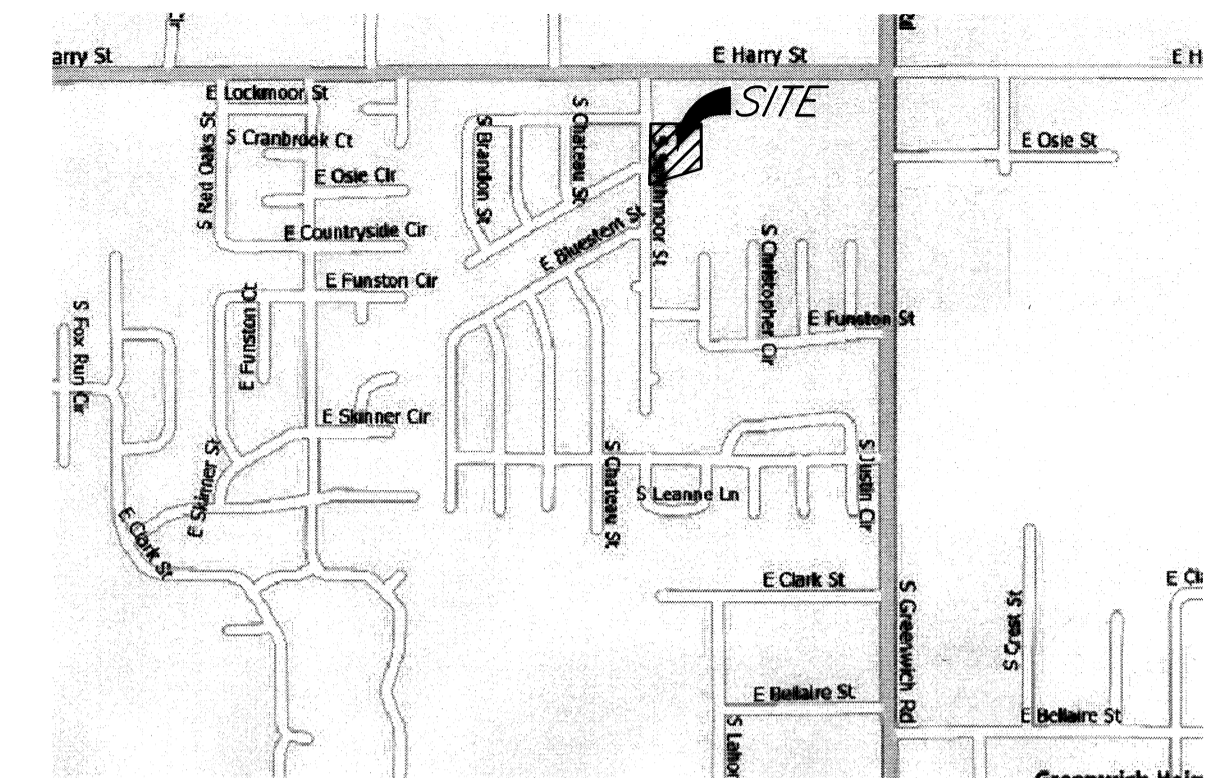 arry St
E Harry St
Rd
E H
E Lockmoor St
SITE
S Red Oaks St
S Cranbrook Ct
S Brandon St
S Chateau St
E Osie St
E Osie Cir
E Countryside Cir
E Bluestem St
S Christopher Cir
E Funston Cir
E Funston Ct
E Funston St
S Fox Run Cir
E Skinner Cir
E Skinner St
S Chateau St
S Leanne Ln
S Justin Cir
E Clark St
E Clark St
S Greenwich Rd
E Cl
E Bellaire St
E Bellaire St
S Lahor